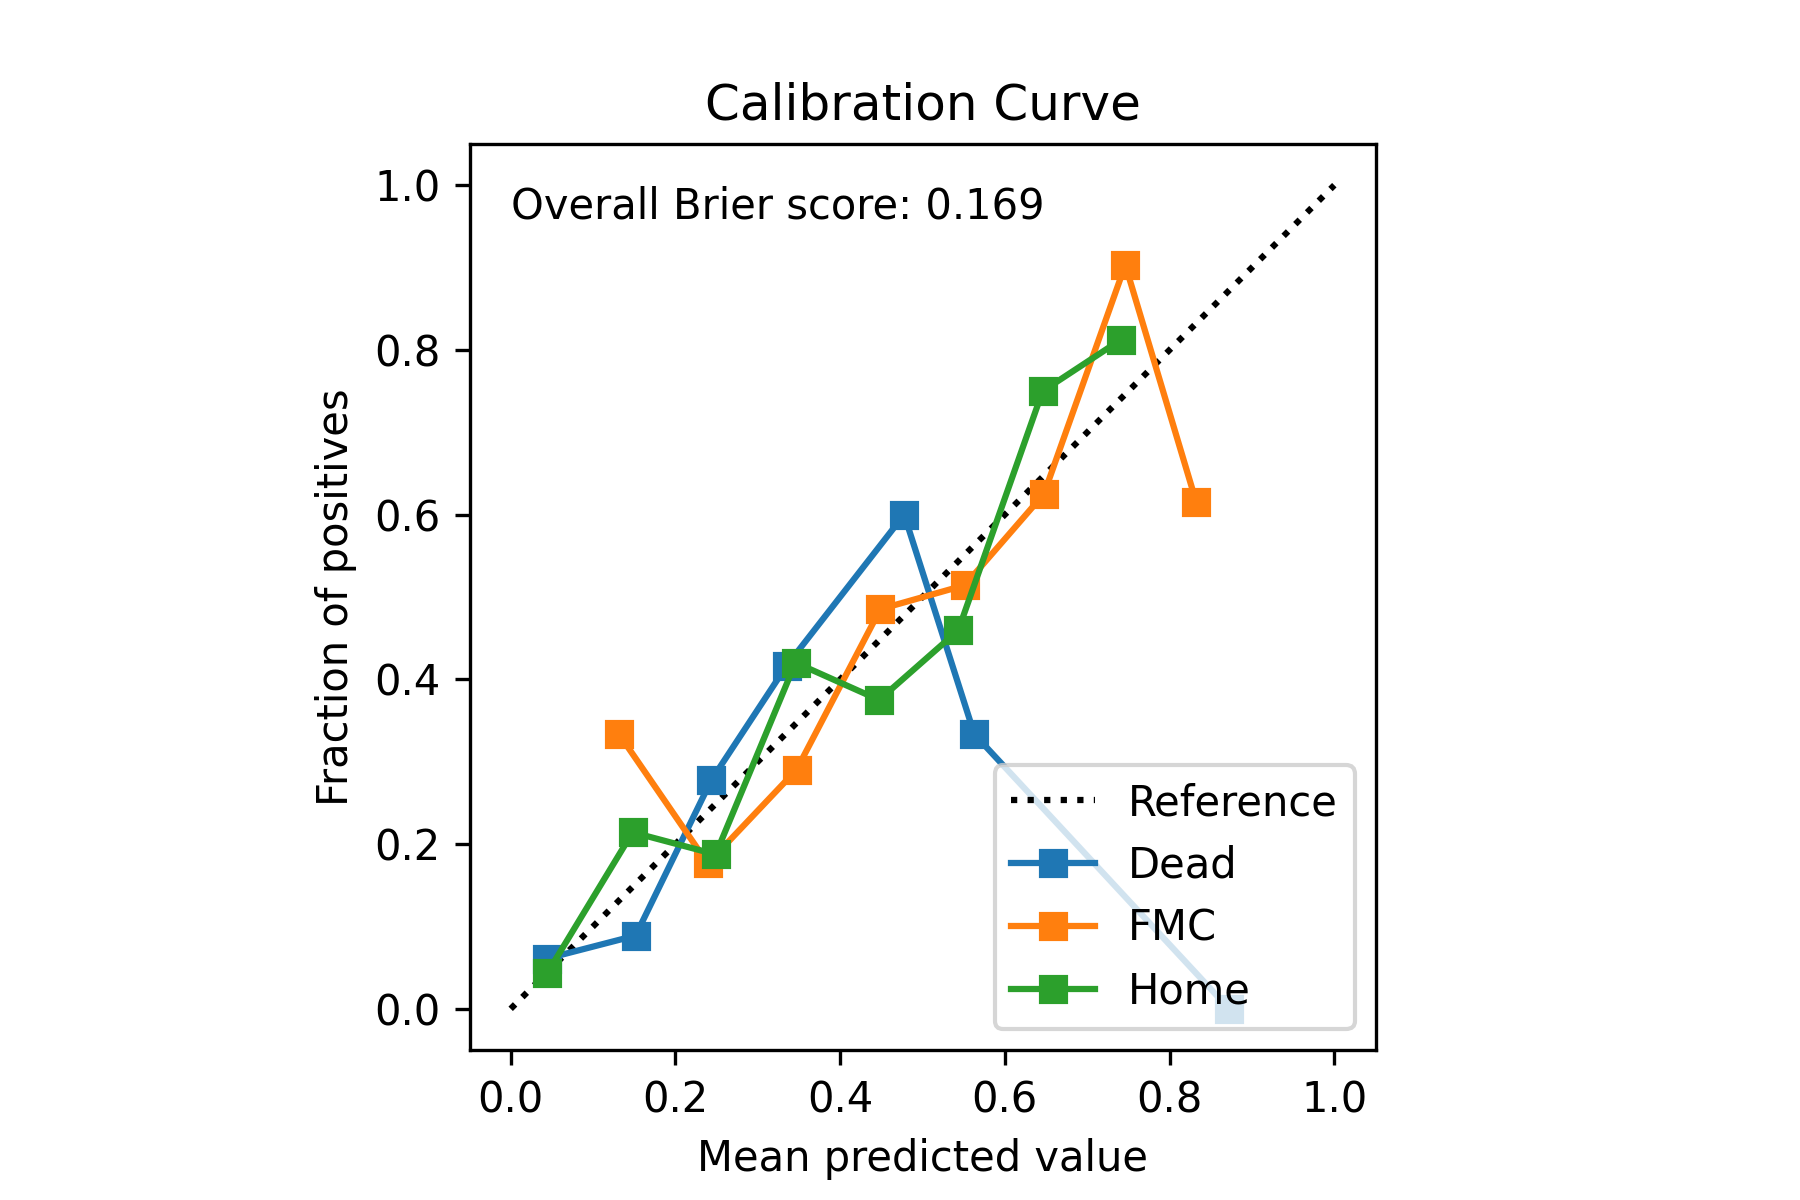 Calibration Curve
Overall Brier score: 0.169
1.0
0.8
0.6
0.4
0.2
0.0
Fraction of positives
Reference
Dead
FMC
Home
0.0 0.2 0.4 0.6 0.8 1.0
Mean predicted value